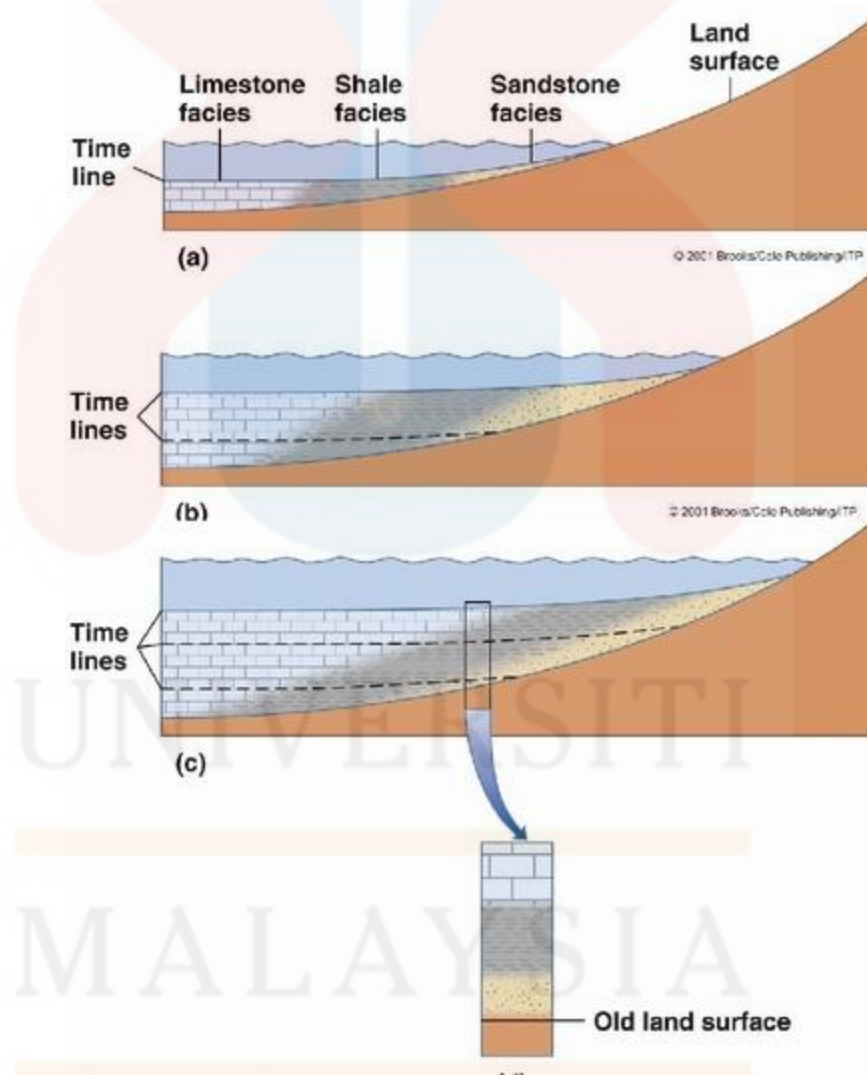 Land
surface
Limestone
facies
Shale
facies
Sandstone
facies
Time
line
(a)
© 2001 Brooks/Cole Publishing/ITP
Time
lines
(b)
© 2001 Brooks/Cole Publishing/ITP
Time
lines
UNIVERSITI
(c)
MALAYSIA
Old land surface